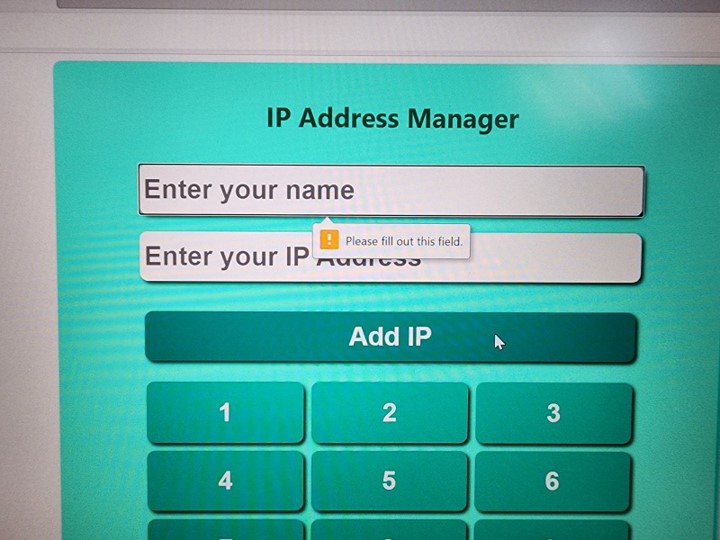 IP Address Manager
Enter your name
! Please fill out this field.
Enter your IP Address
Add IP
1 2 3
4 5 6